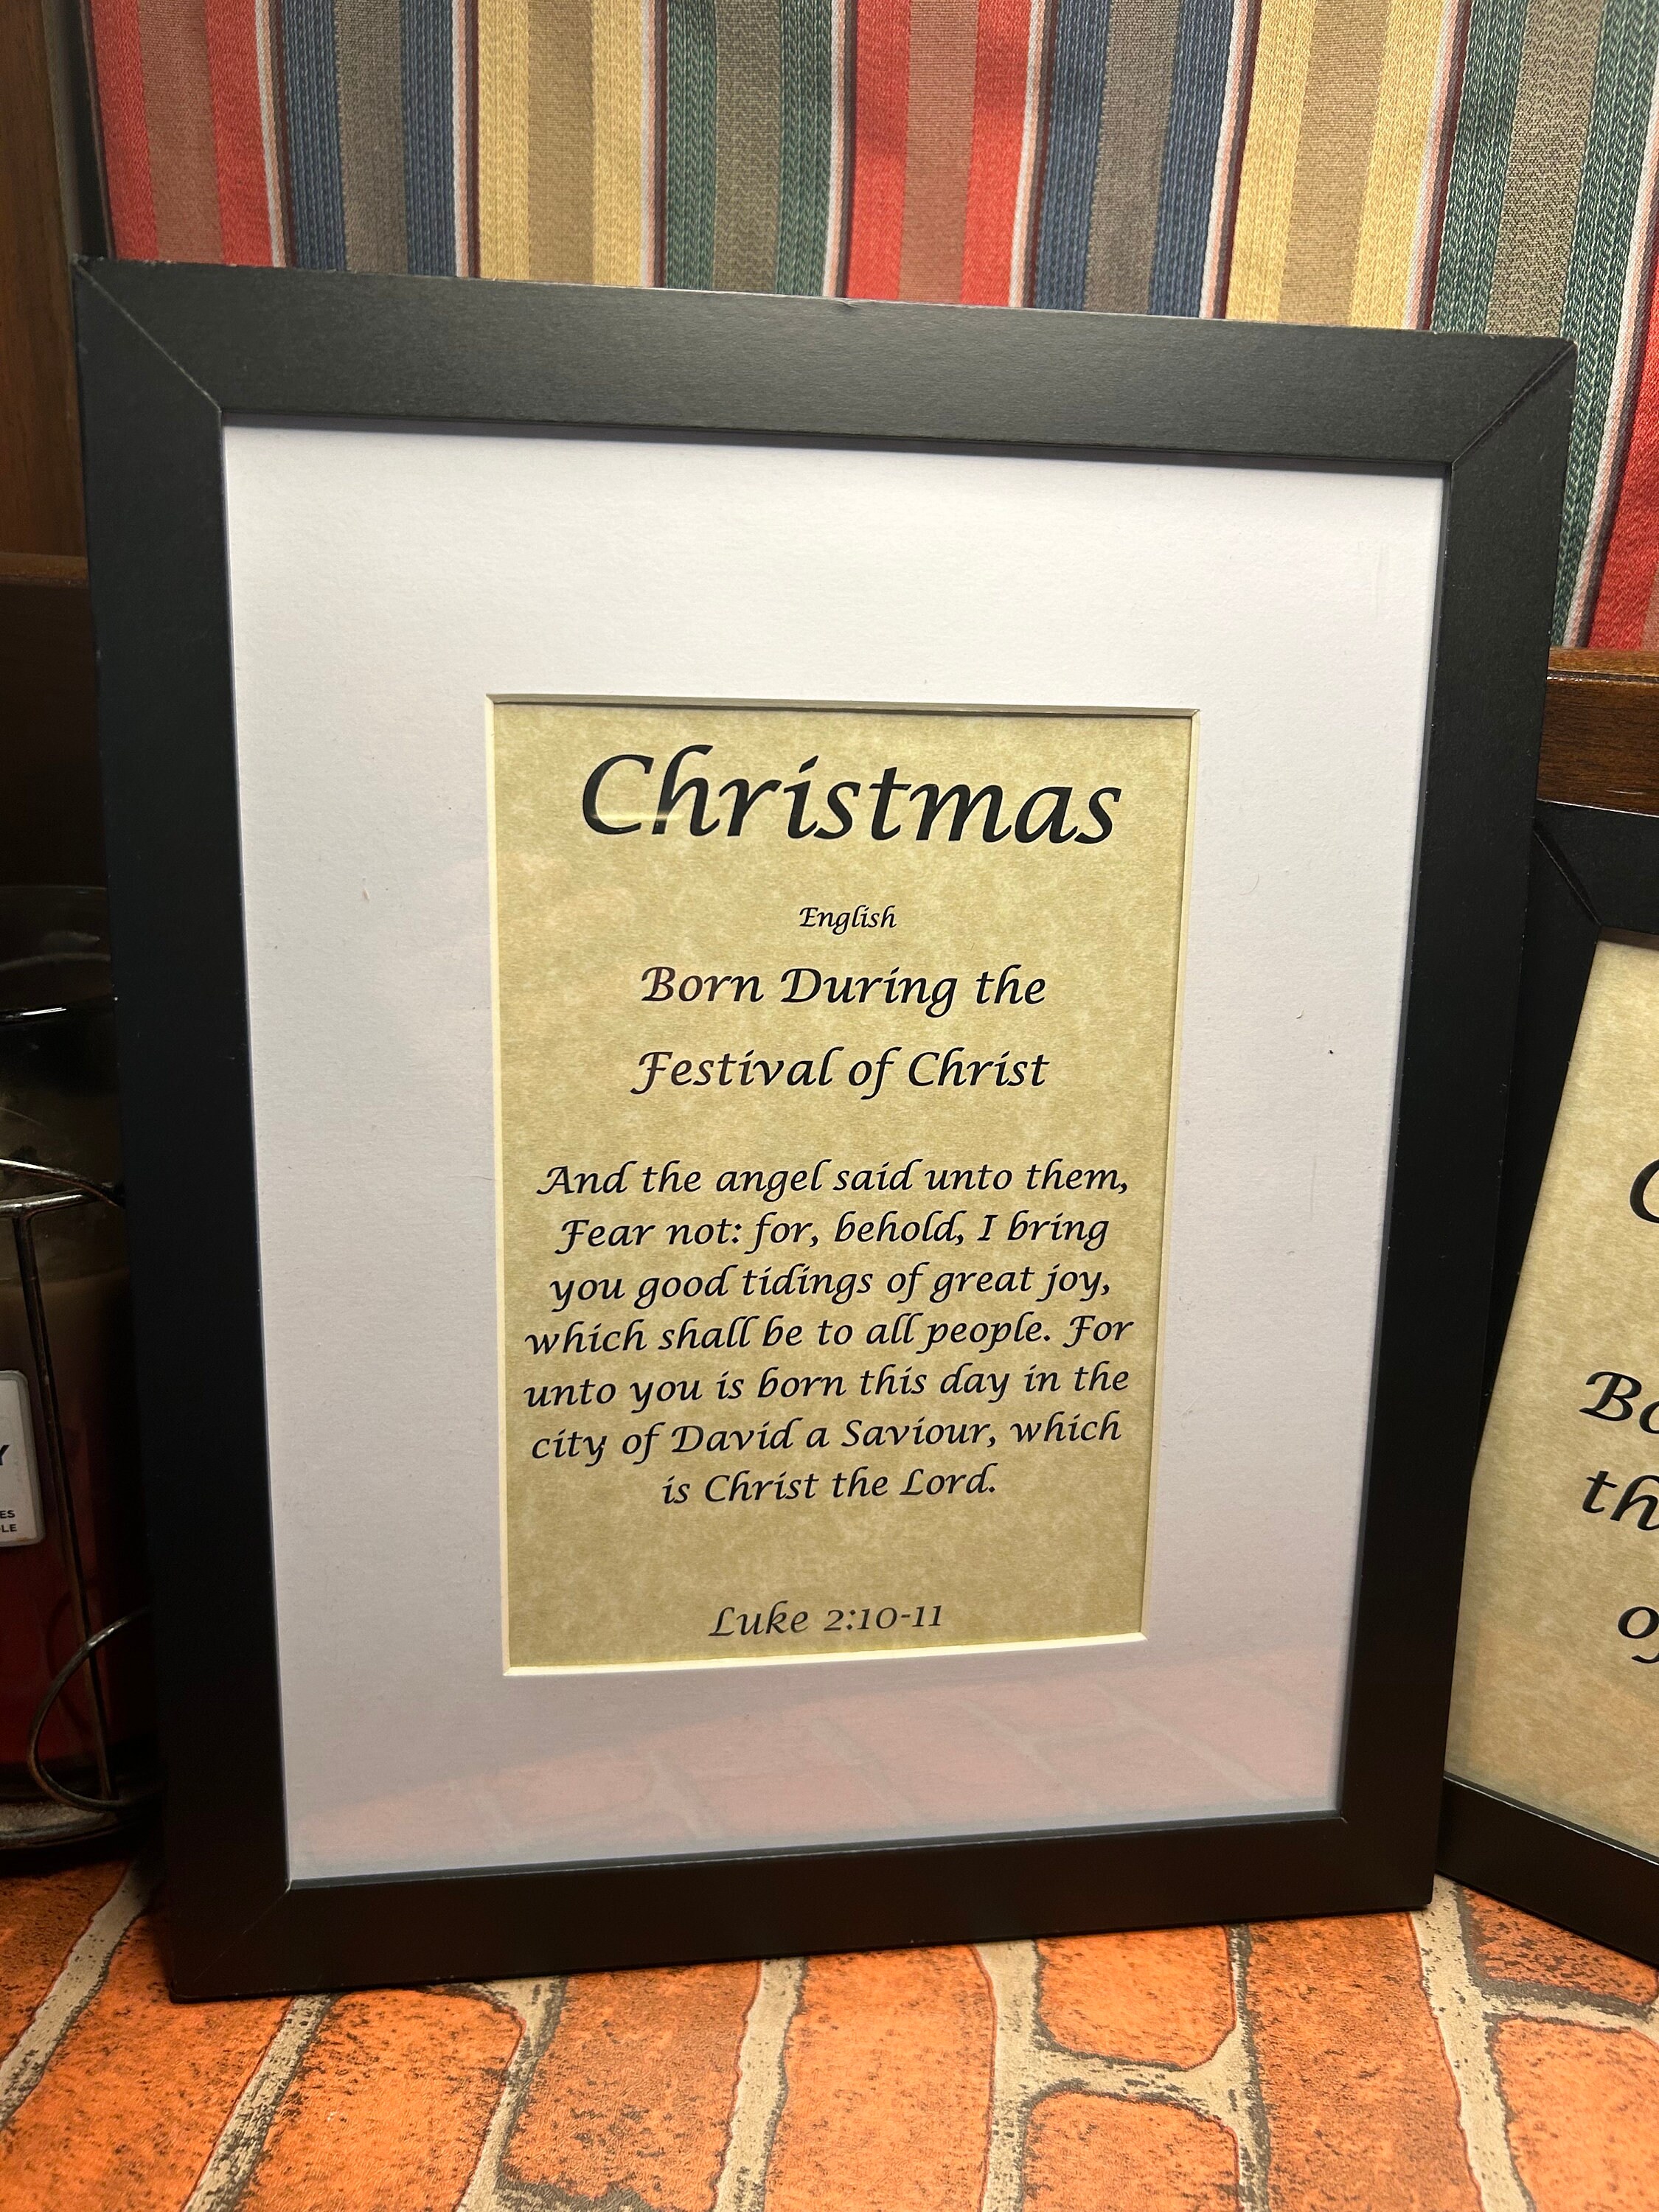 Christmas
English
Born During the
Festival of Christ
And the angel said unto them,
Fear not: for, behold, I bring
you good tidings of great joy,
which shall be to all people. For
unto you is born this day in the
city of David a Saviour, which
is Christ the Lord.
Luke 2:10-11